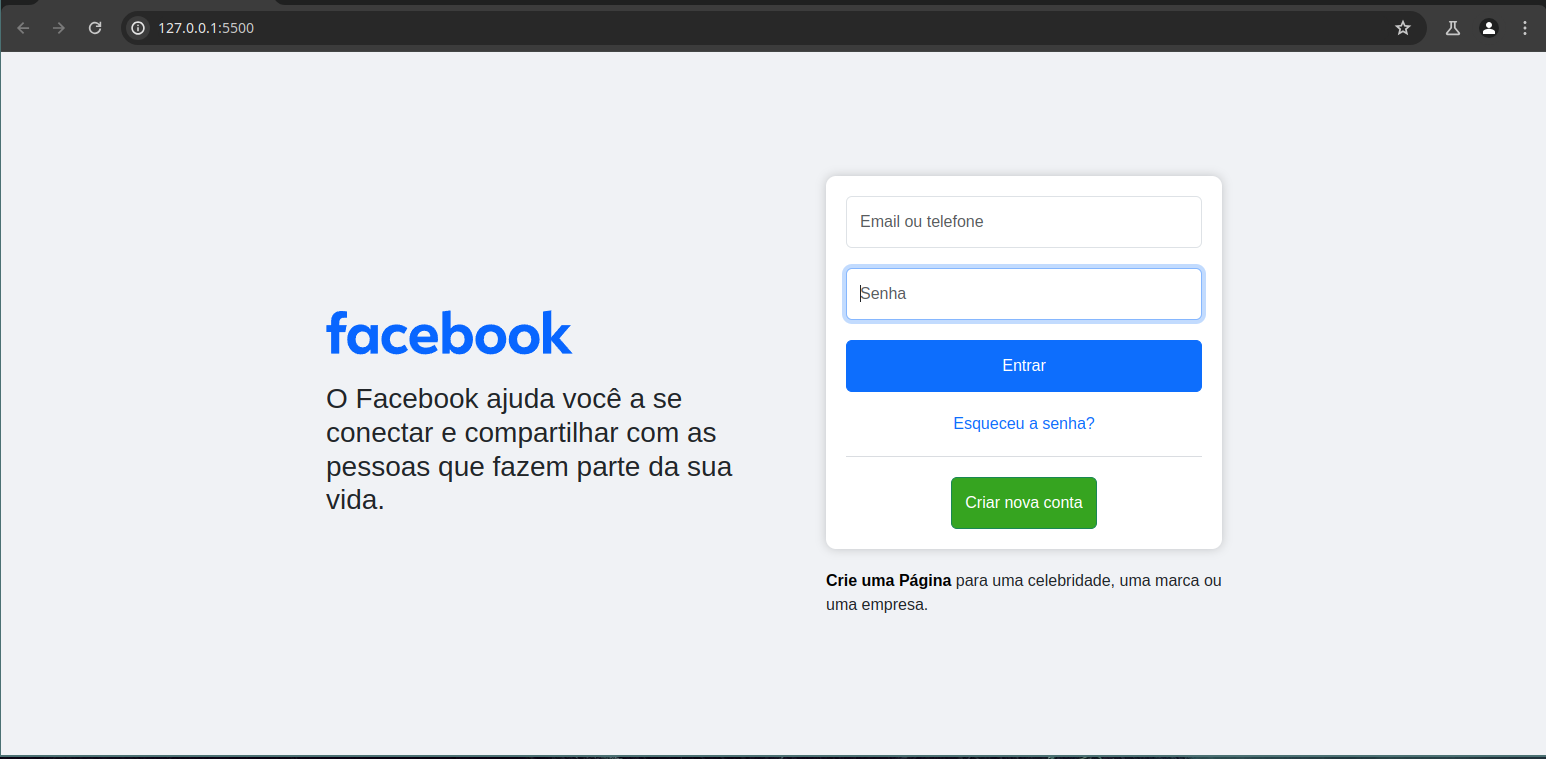 127.0.0.1:5500
facebook
O Facebook ajuda você a se
conectar e compartilhar com as
pessoas que fazem parte da sua
vida.
Email ou telefone
Senha
Entrar
Esqueceu a senha?
Criar nova conta
Crie uma Página para uma celebridade, uma marca ou
uma empresa.